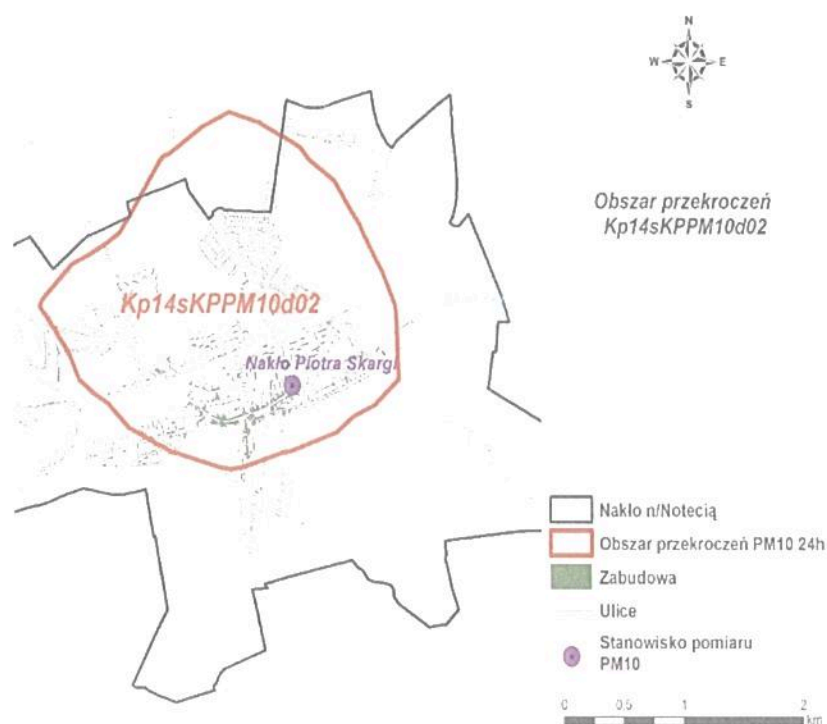 N
W E
S
Obszar przekroczeń
Kp14sKPPM10d02
Kp14sKPPM10d02
Nakło Piotra Skargi
Nakło n/Notecią
Obszar przekroczeń PM10 24h
Zabudowa
Ulice
Stanowisko pomiaru
PM10
0 0,5 1 2
km